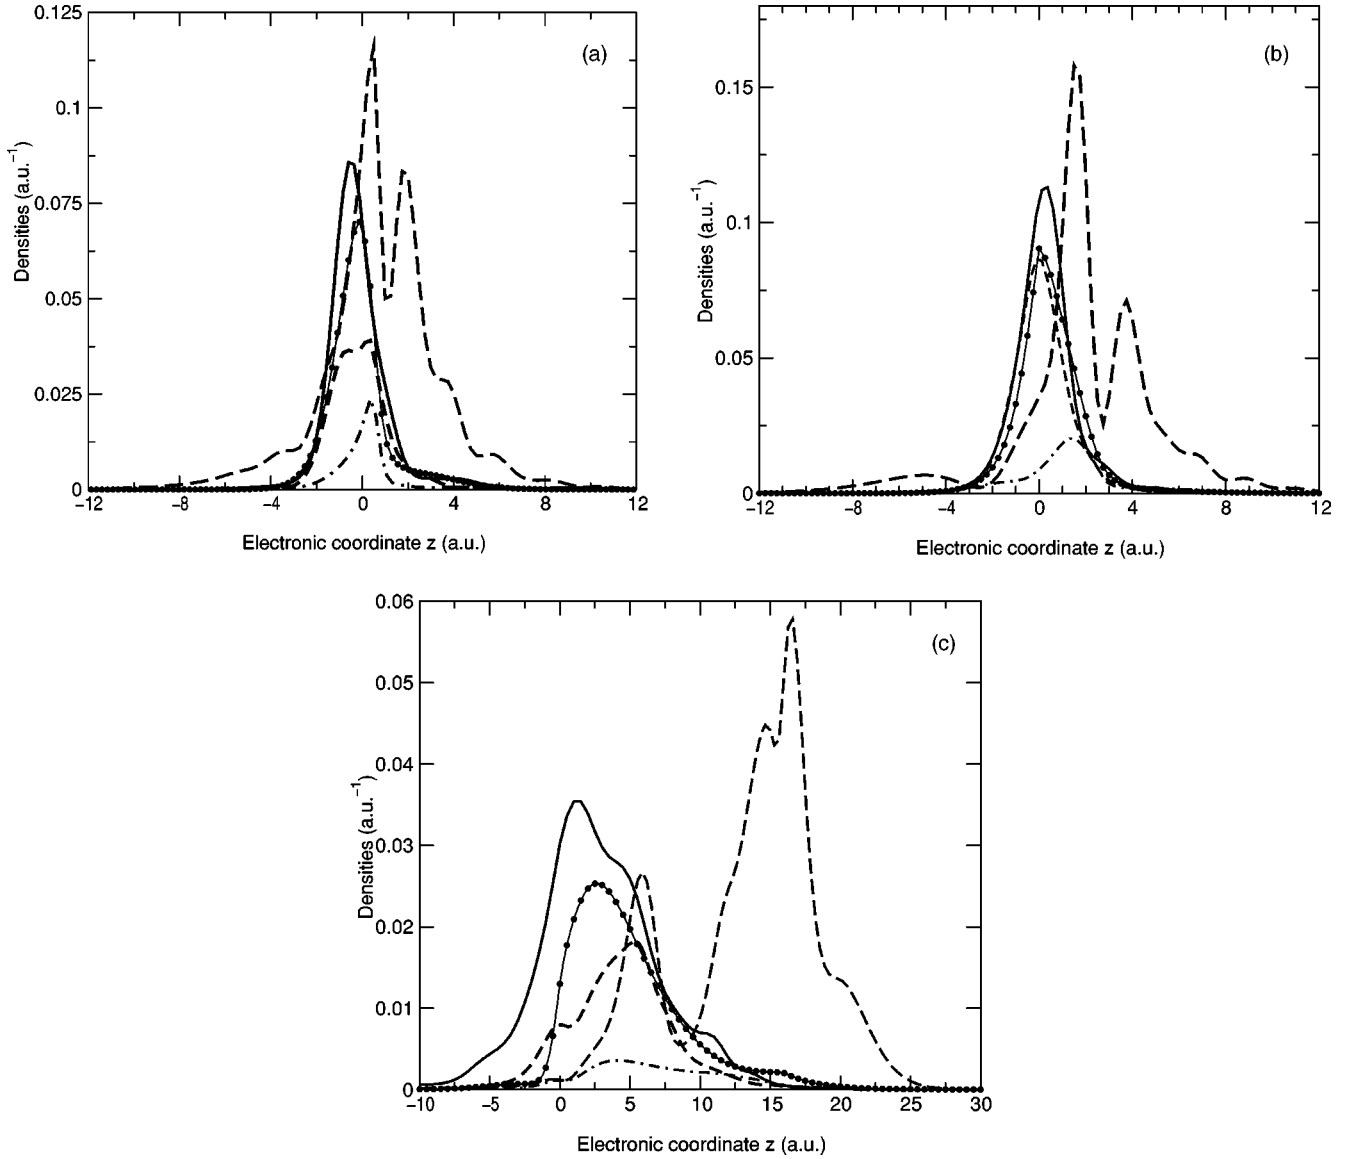 (a)
0.125
0.1
0.075
0.05
0.025
0
Densities (a.u.⁻¹)
−12 −8 −4 0 4 8 12
Electronic coordinate z (a.u.)
(b)
0.15
0.1
0.05
0
Densities (a.u.⁻¹)
−12 −8 −4 0 4 8 12
Electronic coordinate z (a.u.)
(c)
0.06
0.05
0.04
0.03
0.02
0.01
0
Densities (a.u.⁻¹)
−10 −5 0 5 10 15 20 25 30
Electronic coordinate z (a.u.)